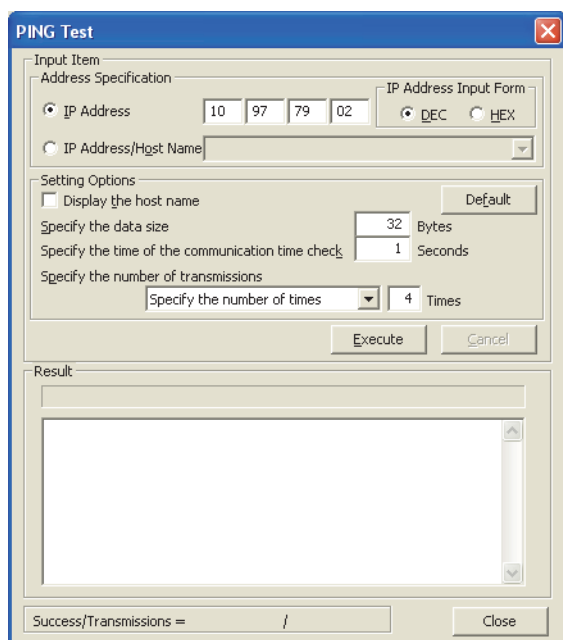 PING Test
Input Item
Address Specification
IP Address Input Form
IP Address 10 97 79 02 DEC HEX
IP Address/Host Name
Setting Options
Display the host name Default
Specify the data size 32 Bytes
Specify the time of the communication time check 1 Seconds
Specify the number of transmissions
Specify the number of times 4 Times
Execute Cancel
Result
Success/Transmissions = / Close